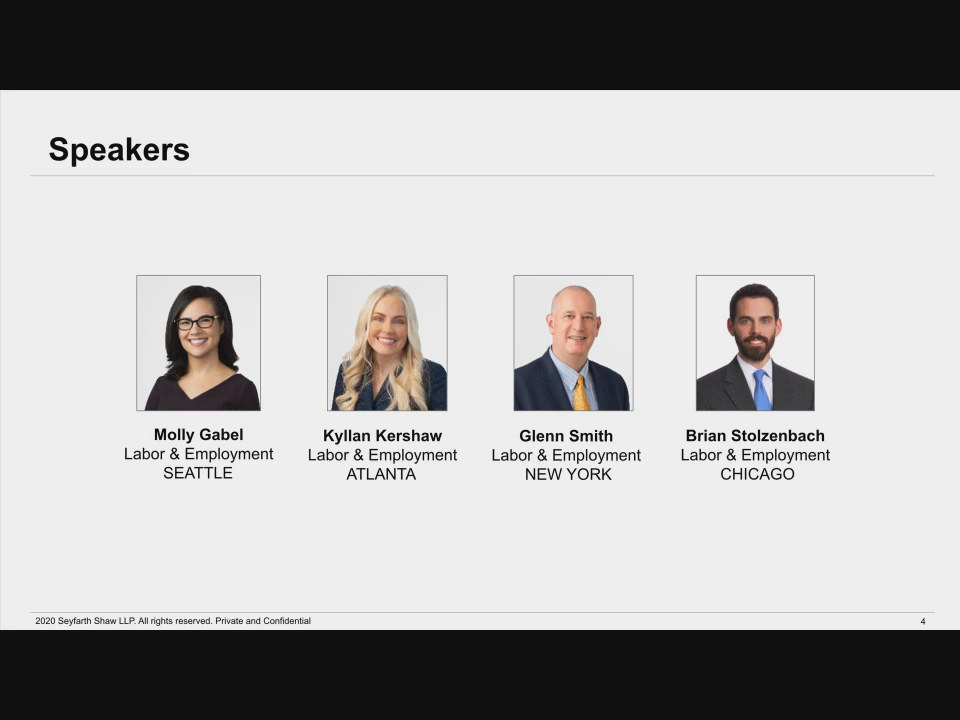 Speakers
Molly Gabel
Labor & Employment
SEATTLE
Kyllan Kershaw
Labor & Employment
ATLANTA
Glenn Smith
Labor & Employment
NEW YORK
Brian Stolzenbach
Labor & Employment
CHICAGO
2020 Seyfarth Shaw LLP. All rights reserved. Private and Confidential
4